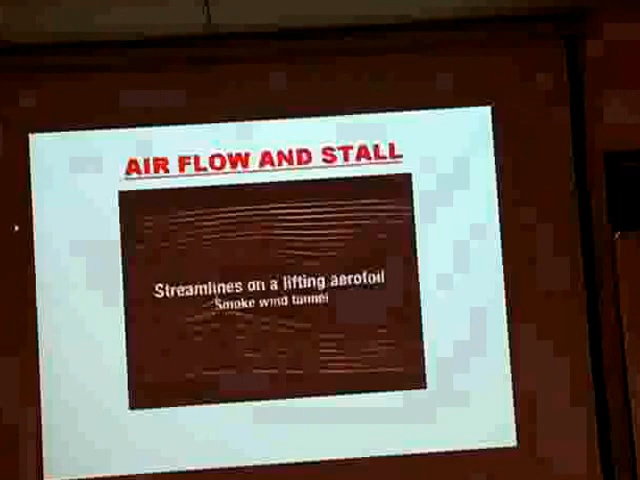 AIR FLOW AND STALL
Streamlines on a lifting aerofoil
Smoke wind tunnel